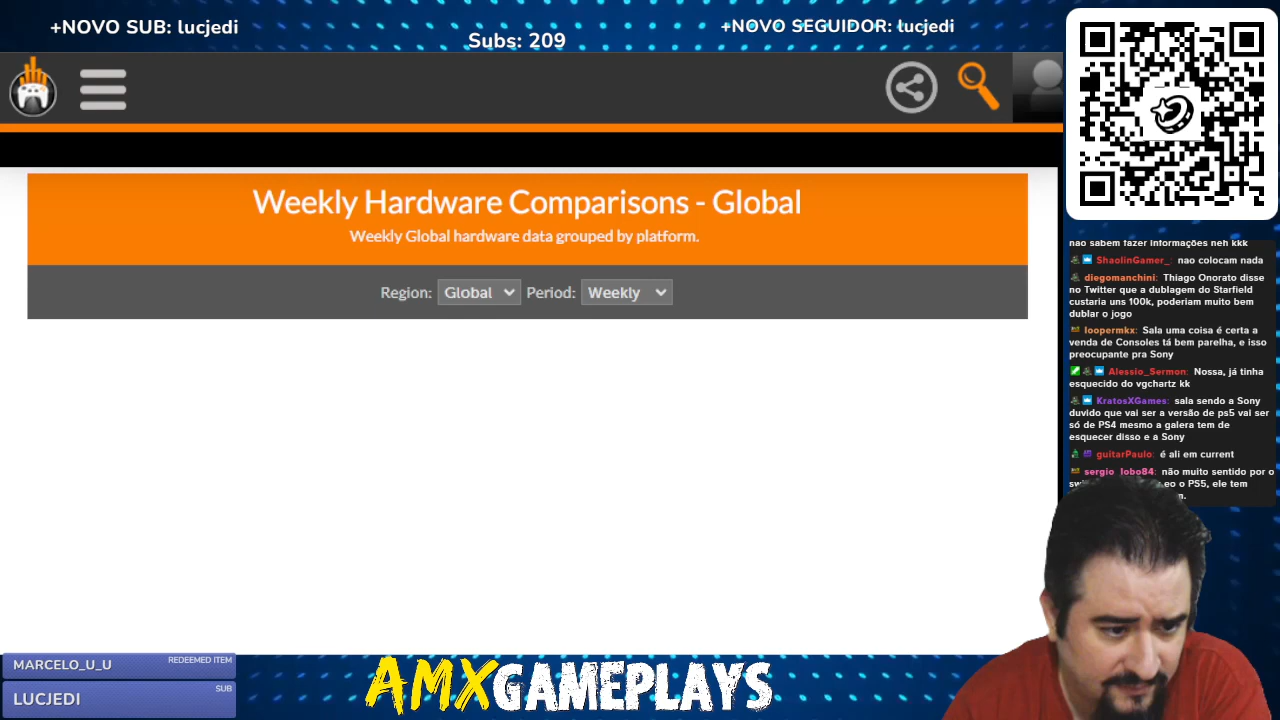 +NOVO SUB: lucjedi
Subs: 209
+NOVO SEGUIDOR: lucjedi
Weekly Hardware Comparisons - Global
Weekly Global hardware data grouped by platform.
Region: Global Period: Weekly
nao sabem fazer informações neh kkk
ShaolinGamer_: nao colocam nada
diegomanchini: Thiago Onorato disse
no Twitter que a dublagem do Starfield
custaria uns 100k, poderiam muito bem
dublar o jogo
loopermkx: Sala uma coisa é certa a
venda de Consoles tá bem parelha, e isso
preocupante pra Sony
Alessio_Sermon: Nossa, já tinha
esquecido do vgchartz kk
KratosXGames: sala sendo a Sony
duvido que vai ser a versão de ps5 vai ser
só de PS4 mesmo a galera tem de
esquecer disso e a Sony
guitarPaulo: é ali em current
sergio_lobo84: não muito sentido por o
eo o PS5, ele tem
MARCELO_U_U REDEEMED ITEM
LUCJEDI SUB
AMXGAMEPLAYS